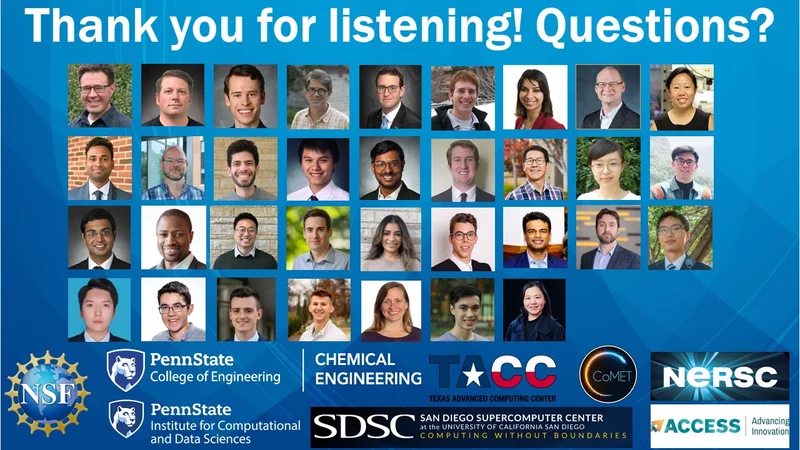 Thank you for listening! Questions?
NSF
PennState
College of Engineering
CHEMICAL
ENGINEERING
TACC
TEXAS ADVANCED COMPUTING CENTER
CoMET
NeRSC
PennState
Institute for Computational
and Data Sciences
SDSC
SAN DIEGO SUPERCOMPUTER CENTER
at the UNIVERSITY OF CALIFORNIA SAN DIEGO
COMPUTING WITHOUT BOUNDARIES
ACCESS
Advancing
Innovation